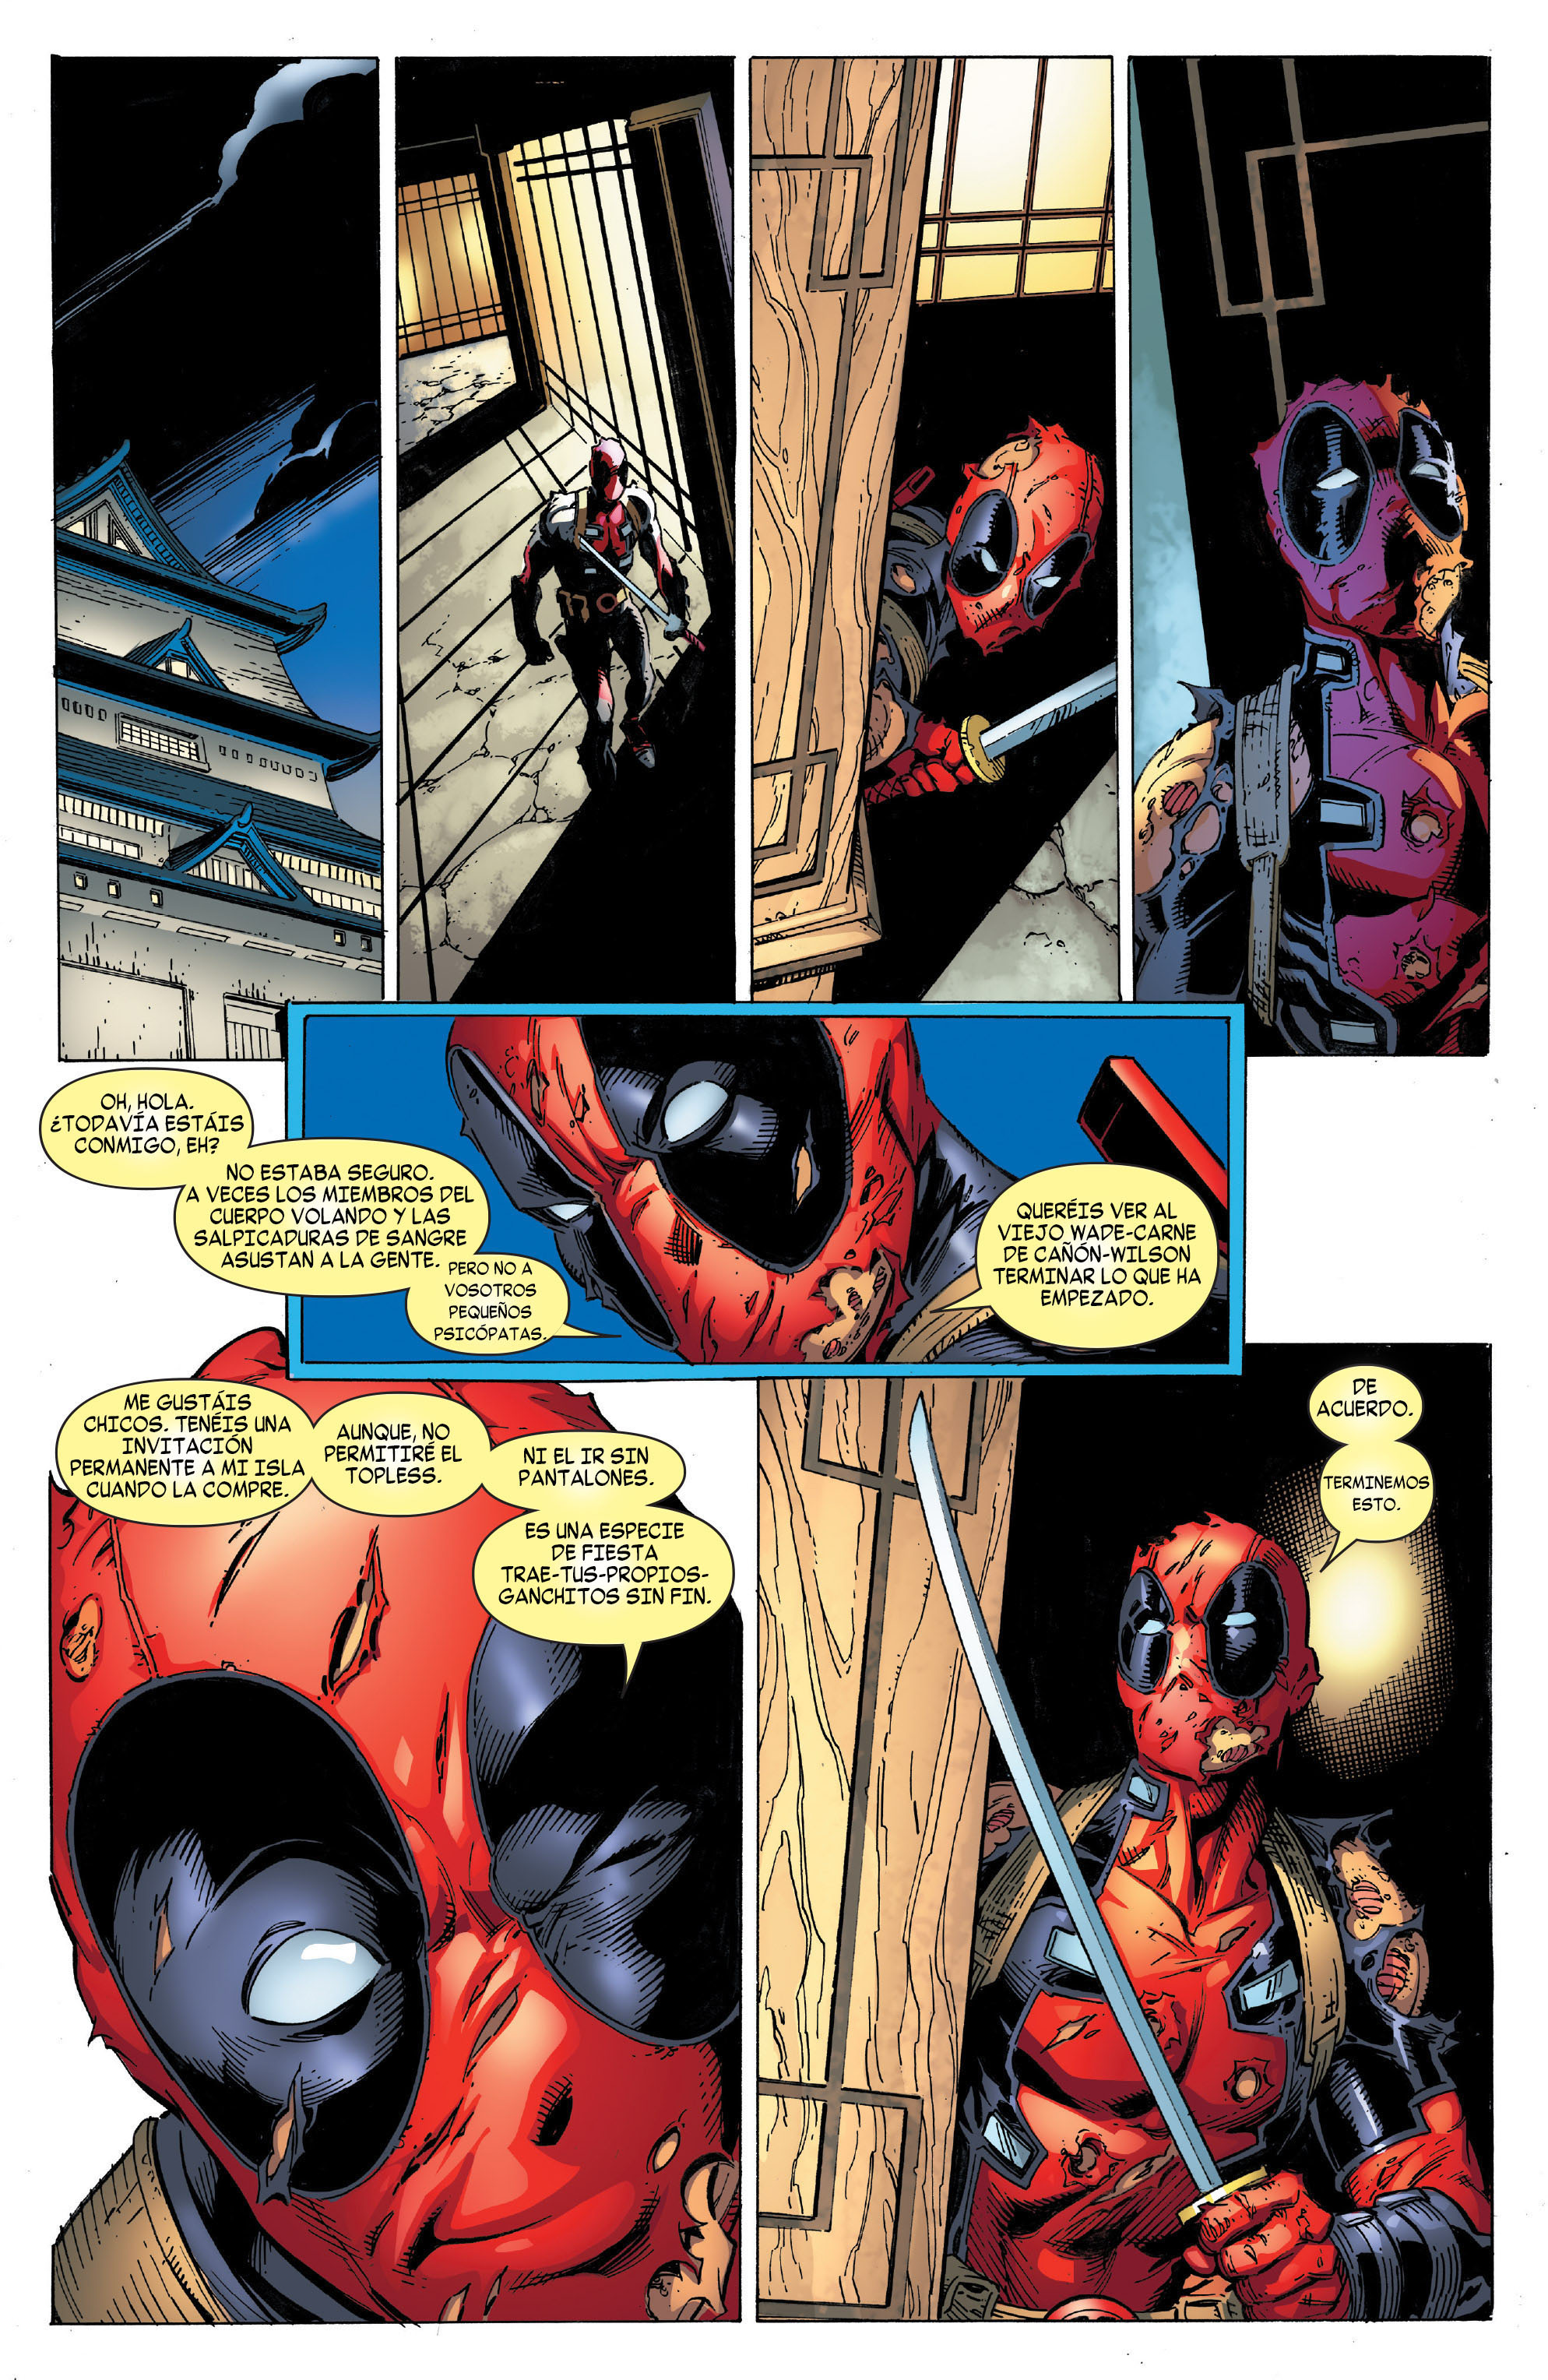 OH, HOLA.
¿TODAVÍA ESTÁIS
CONMIGO, EH?
NO ESTABA SEGURO.
A VECES LOS MIEMBROS DEL
CUERPO VOLANDO Y LAS
SALPICADURAS DE SANGRE
ASUSTAN A LA GENTE.
PERO NO A
VOSOTROS
PEQUEÑOS
PSICÓPATAS.
QUERÉIS VER AL
VIEJO WADE-CARNE
DE CAÑÓN-WILSON
TERMINAR LO QUE HA
EMPEZADO.
ME GUSTÁIS
CHICOS. TENÉIS UNA
INVITACIÓN
PERMANENTE A MI ISLA
CUANDO LA COMPRE.
AUNQUE, NO
PERMITIRÉ EL
TOPLESS.
NI EL IR SIN
PANTALONES.
ES UNA ESPECIE
DE FIESTA
TRAE-TUS-PROPIOS-
GANCHITOS SIN FIN.
DE
ACUERDO.
TERMINEMOS
ESTO.